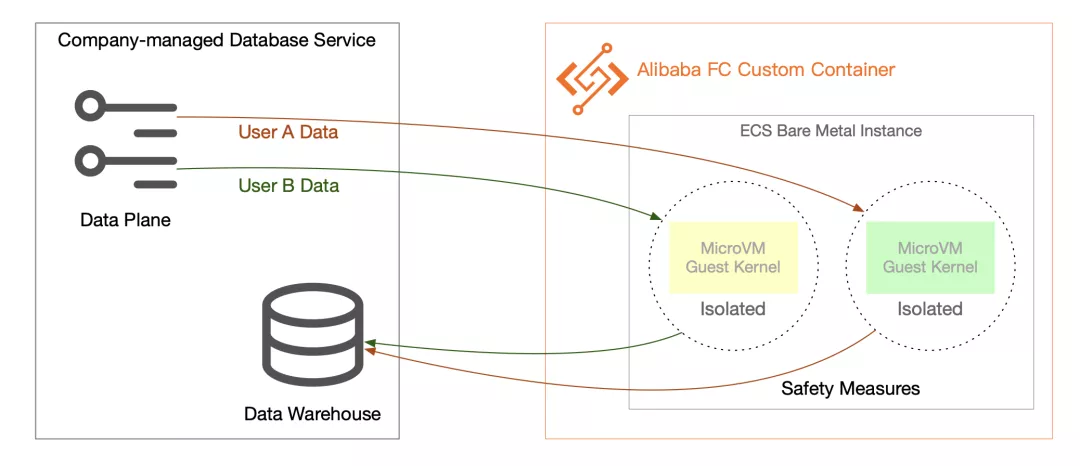 Company-managed Database Service
User A Data
User B Data
Data Plane
Data Warehouse
Alibaba FC Custom Container
ECS Bare Metal Instance
MicroVM
Guest Kernel
Isolated
MicroVM
Guest Kernel
Isolated
Safety Measures